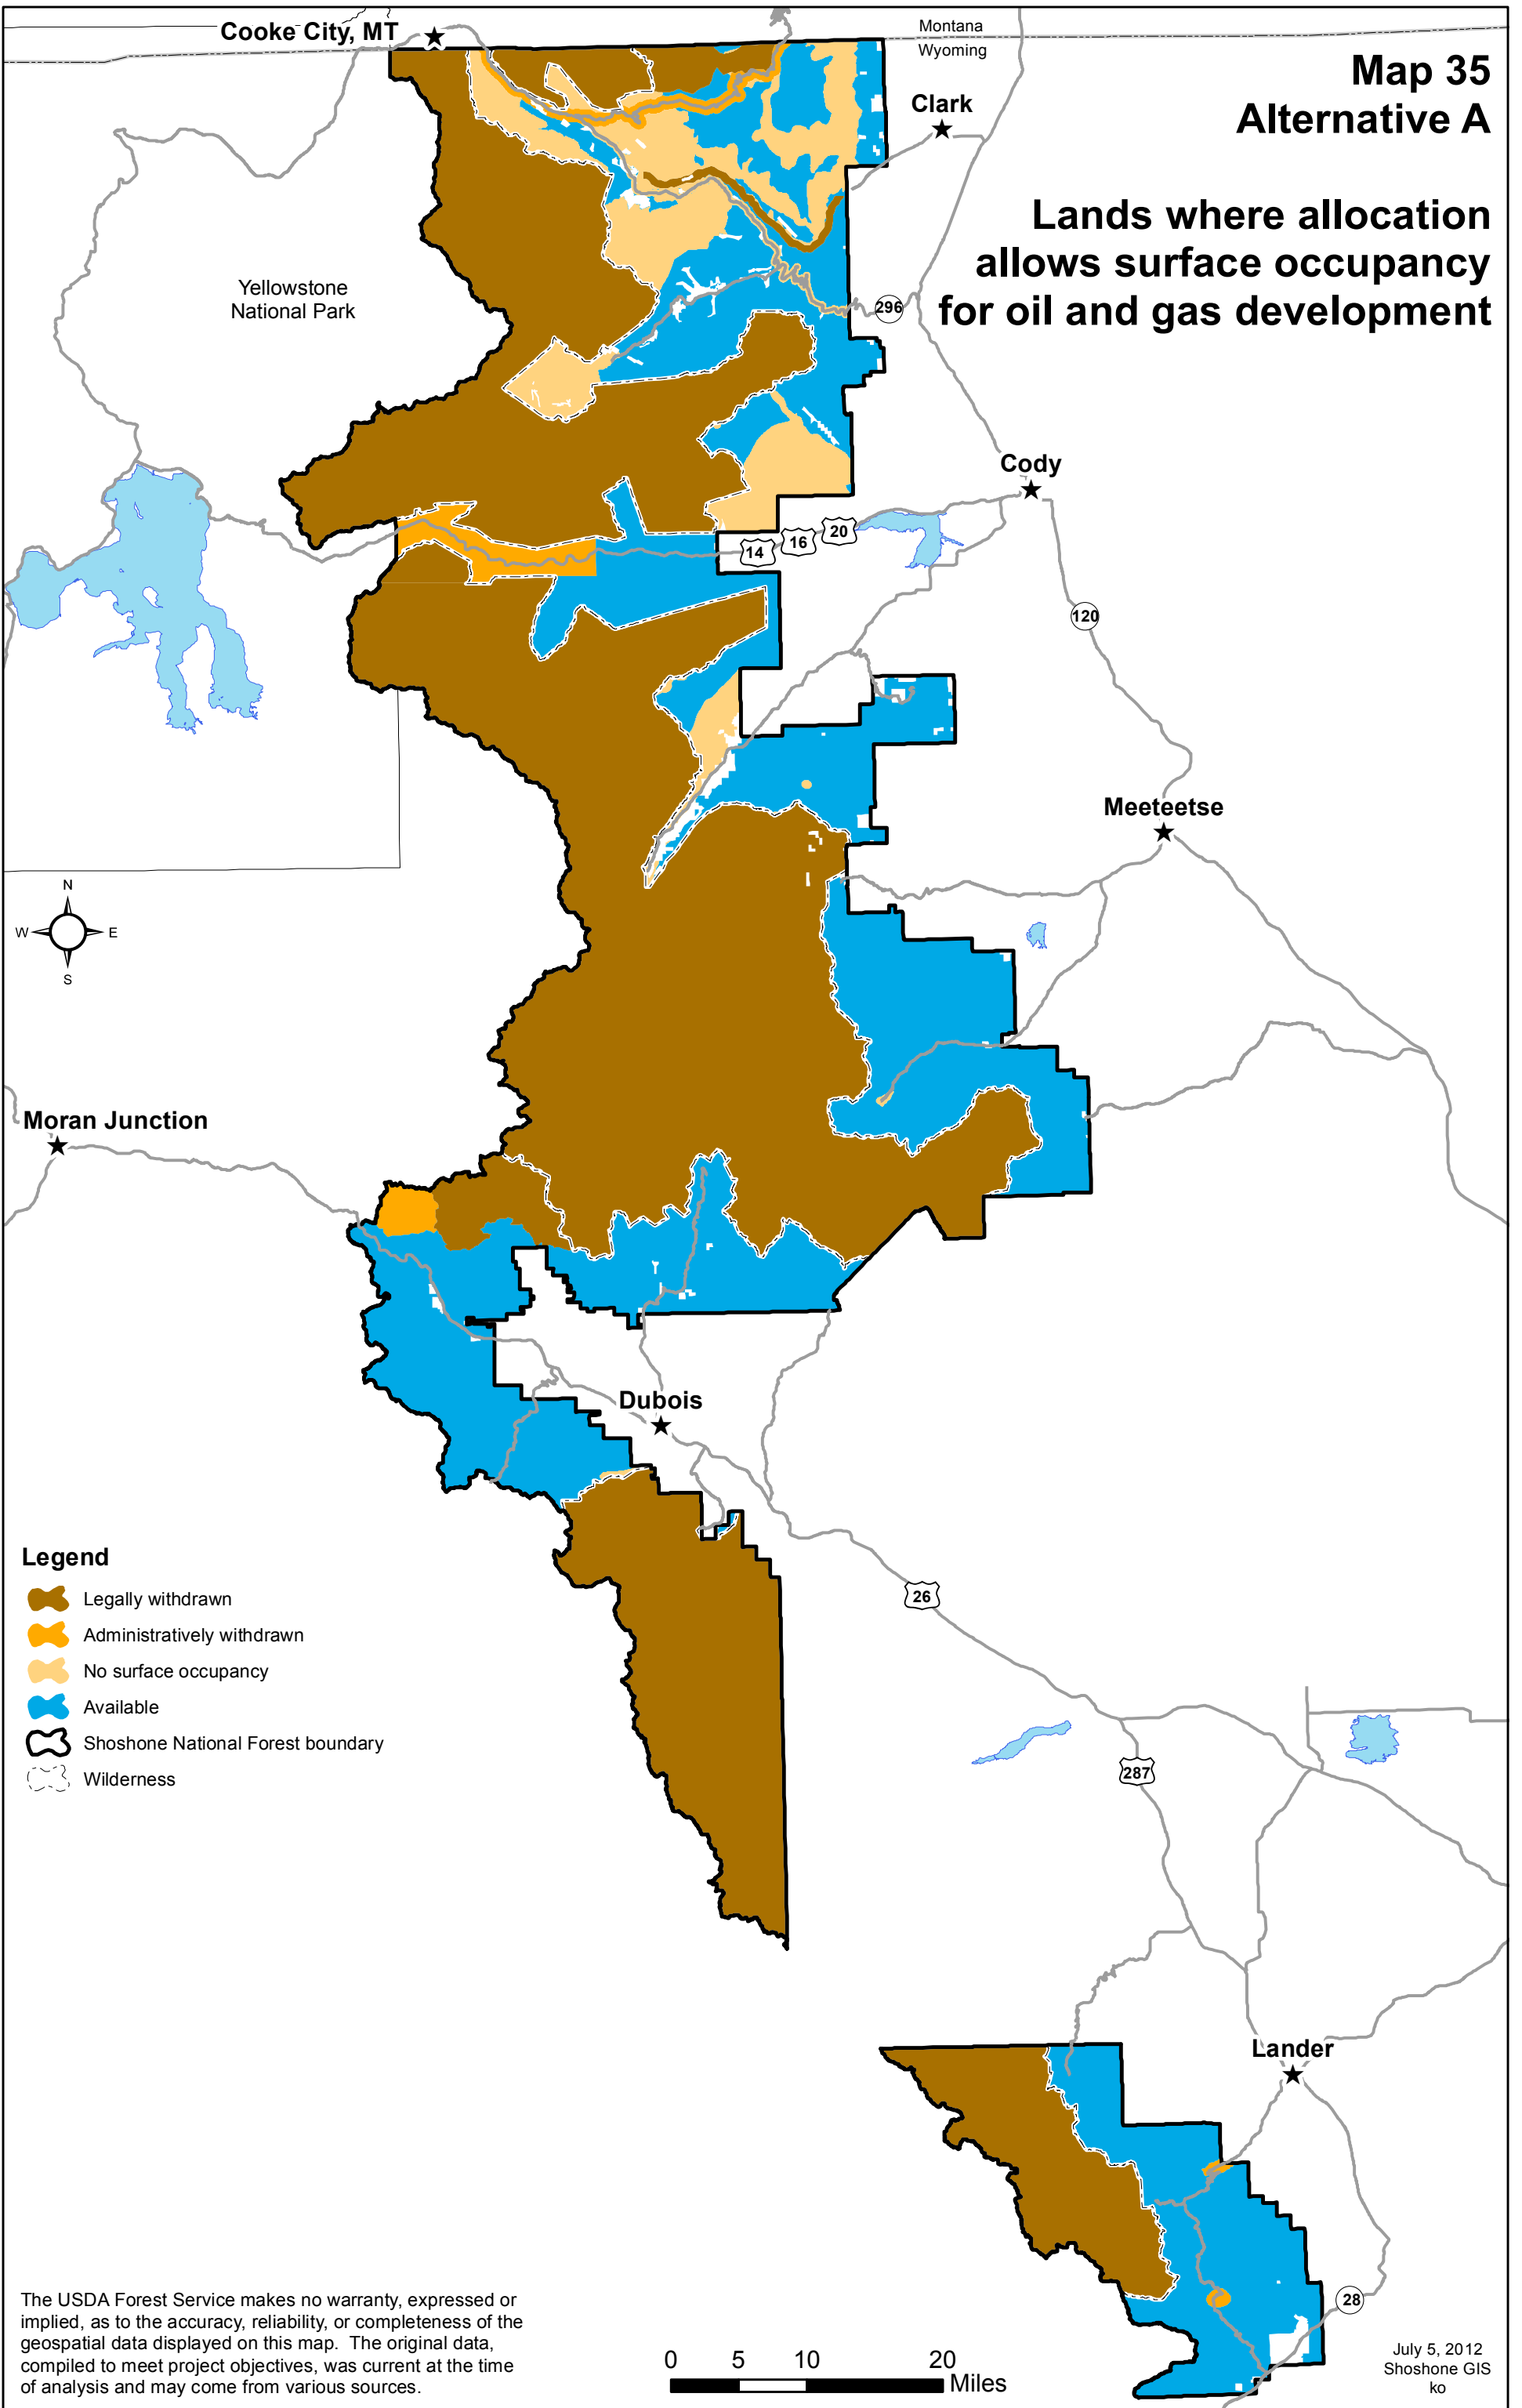 Cooke City, MT
Montana
Wyoming
Map 35
Alternative A
Clark
Lands where allocation
allows surface occupancy
for oil and gas development
Yellowstone
National Park
296
Cody
14
16
20
120
Meeteetse
N
W
E
S
Moran Junction
Dubois
26
Legend
Legally withdrawn
Administratively withdrawn
No surface occupancy
Available
Shoshone National Forest boundary
Wilderness
287
Lander
28
The USDA Forest Service makes no warranty, expressed or
implied, as to the accuracy, reliability, or completeness of the
geospatial data displayed on this map. The original data,
compiled to meet project objectives, was current at the time
of analysis and may come from various sources.
0 5 10 20
Miles
July 5, 2012
Shoshone GIS
ko